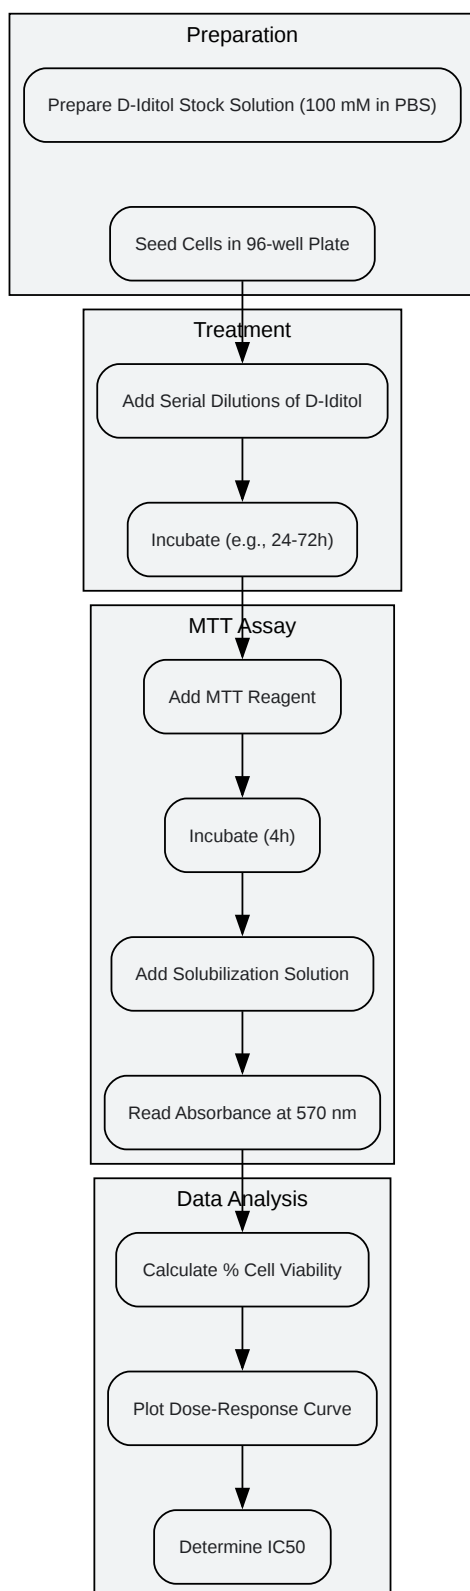 Preparation
Prepare D-Iditol Stock Solution (100 mM in PBS)
Seed Cells in 96-well Plate
Treatment
Add Serial Dilutions of D-Iditol
Incubate (e.g., 24-72h)
MTT Assay
Add MTT Reagent
Incubate (4h)
Add Solubilization Solution
Read Absorbance at 570 nm
Data Analysis
Calculate % Cell Viability
Plot Dose-Response Curve
Determine IC50